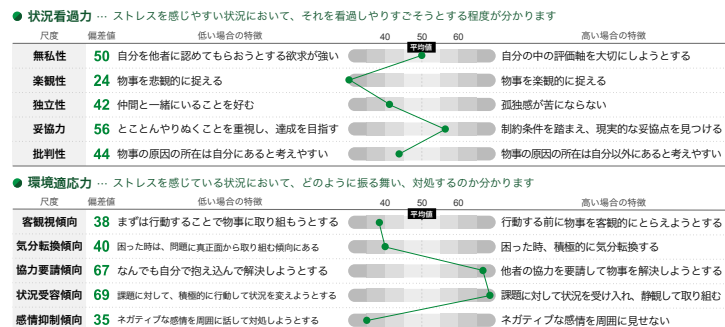 ● 状況看過力 … ストレスを感じやすい状況において、それを看過しやりすごそうとする程度が分かります
尺度 偏差値 低い場合の特徴 40 50 60 高い場合の特徴
平均値
無私性 50 自分を他者に認めてもらおうとする欲求が強い 自分の中の評価軸を大切にしようとする
楽観性 24 物事を悲観的に捉える 物事を楽観的に捉える
独立性 42 仲間と一緒にいることを好む 孤独感が苦にならない
妥協力 56 とことんやりぬくことを重視し、達成を目指す 制約条件を踏まえ、現実的な妥協点を見つける
批判性 44 物事の原因の所在は自分にあると考えやすい 物事の原因の所在は自分以外にあると考えやすい
● 環境適応力 … ストレスを感じている状況において、どのように振る舞い、対処するのか分かります
尺度 偏差値 低い場合の特徴 40 50 60 高い場合の特徴
平均値
客観視傾向 38 まずは行動することで物事に取り組もうとする 行動する前に物事を客観的にとらえようとする
気分転換傾向 40 困った時は、問題に真正面から取り組む傾向にある 困った時、積極的に気分転換する
協力要請傾向 67 なんでも自分で抱え込んで解決しようとする 他者の協力を要請して物事を解決しようとする
状況受容傾向 69 課題に対して、積極的に行動して状況を変えようとする 課題に対して状況を受け入れ、静観して取り組む
感情抑制傾向 35 ネガティブな感情を周囲に話して対処しようとする ネガティブな感情を周囲に見せない